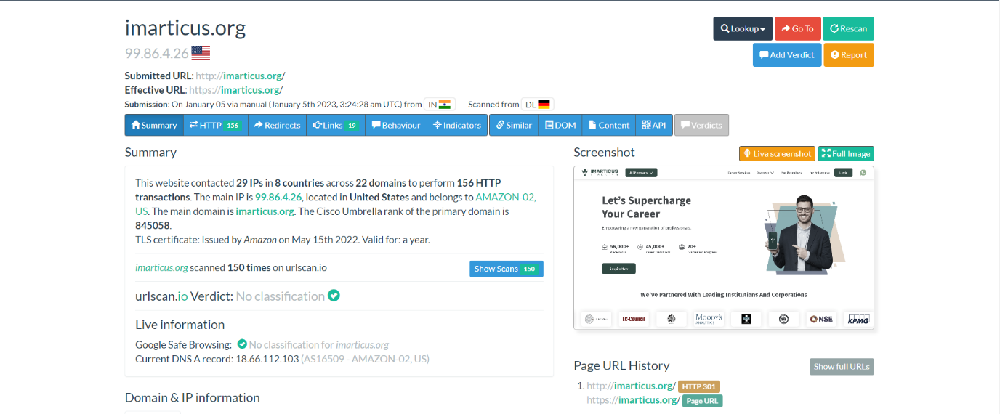 imarticus.org
Lookup
Go To
Rescan
99.86.4.26
Add Verdict
Report
Submitted URL: http://imarticus.org/
Effective URL: https://imarticus.org/
Submission: On January 05 via manual (January 5th 2023, 3:24:28 am UTC) from IN — Scanned from DE
Summary HTTP 156 Redirects Links 19 Behaviour Indicators Similar DOM Content API Verdicts
Summary
This website contacted 29 IPs in 8 countries across 22 domains to perform 156 HTTP
transactions. The main IP is 99.86.4.26, located in United States and belongs to AMAZON-02,
US. The main domain is imarticus.org. The Cisco Umbrella rank of the primary domain is
845058.
TLS certificate: Issued by Amazon on May 15th 2022. Valid for: a year.
imarticus.org scanned 150 times on urlscan.io
Show Scans 150
urlscan.io Verdict: No classification
Live information
Google Safe Browsing: No classification for imarticus.org
Current DNS A record: 18.66.112.103 (AS16509 - AMAZON-02, US)
Domain & IP information
Screenshot
Live screenshot
Full Image
IMARTICUS
LEARNING
All Programs
Career Services Discover For Recruiters For Enterprise Login
Let's Supercharge
Your Career
Empowering a new generation of professionals.
56,000+
Placements
45,000+
Career Transitions
20+
Courses and Programs
Enquire Now
We've Partnered With Leading Institutions And Corporations
EC-Council
MOODY'S
ANALYTICS
NSE
KPMG
Page URL History
Show full URLs
1. http://imarticus.org/ HTTP 301
https://imarticus.org/ Page URL